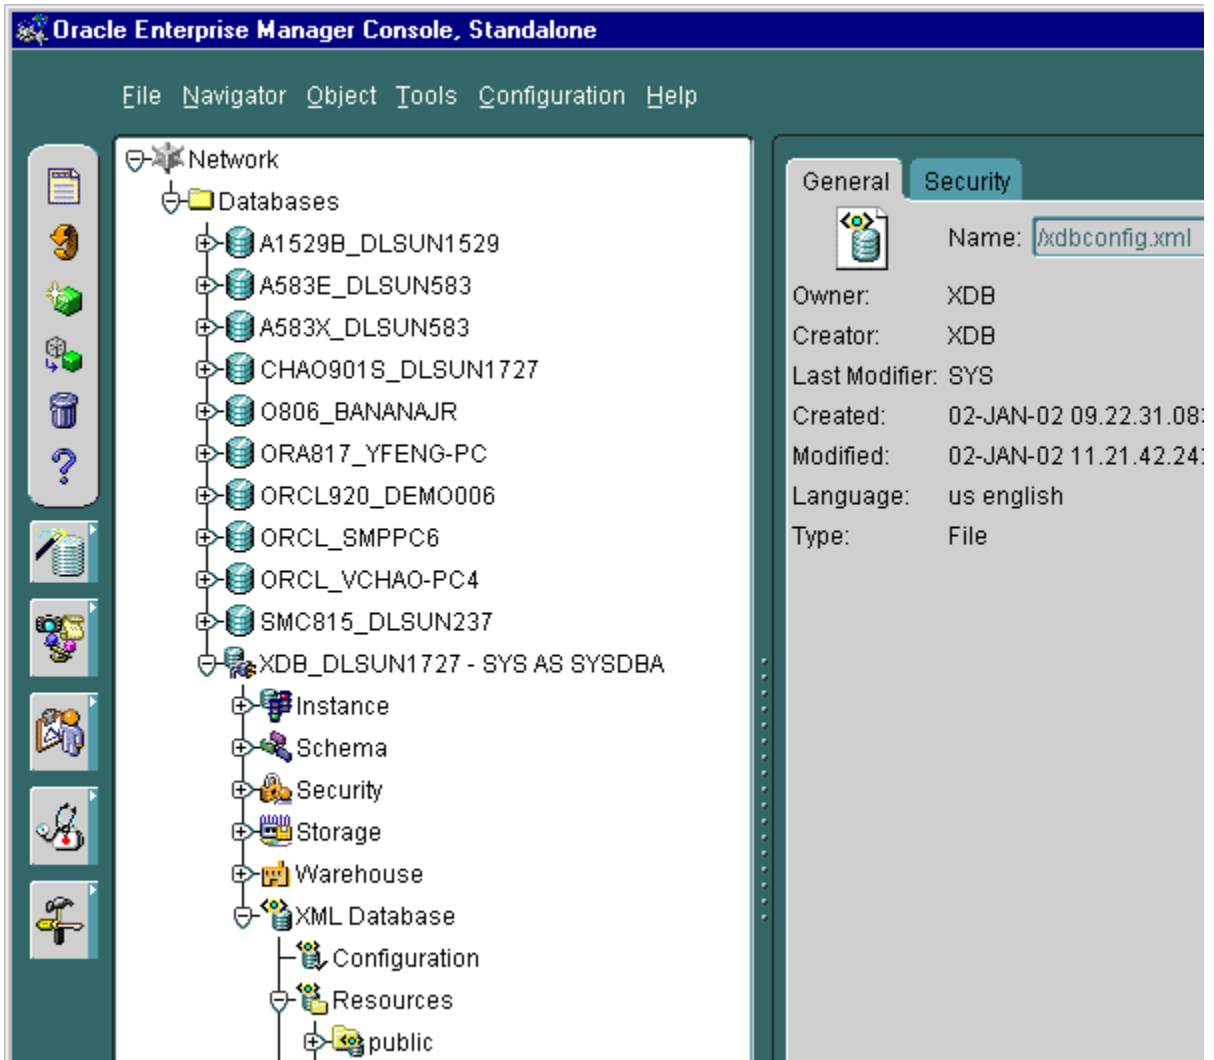 Oracle Enterprise Manager Console, Standalone
File Navigator Object Tools Configuration Help
Network
Databases
A1529B_DLSUN1529
A583E_DLSUN583
A583X_DLSUN583
CHAO901S_DLSUN1727
O806_BANANAJR
ORA817_YFENG-PC
ORCL920_DEMO006
ORCL_SMPPC6
ORCL_VCHAO-PC4
SMC815_DLSUN237
XDB_DLSUN1727 - SYS AS SYSDBA
Instance
Schema
Security
Storage
Warehouse
XML Database
Configuration
Resources
public
General Security
Name: /xdbconfig.xml
Owner: XDB
Creator: XDB
Last Modifier: SYS
Created: 02-JAN-02 09.22.31.083
Modified: 02-JAN-02 11.21.42.241
Language: us english
Type: File